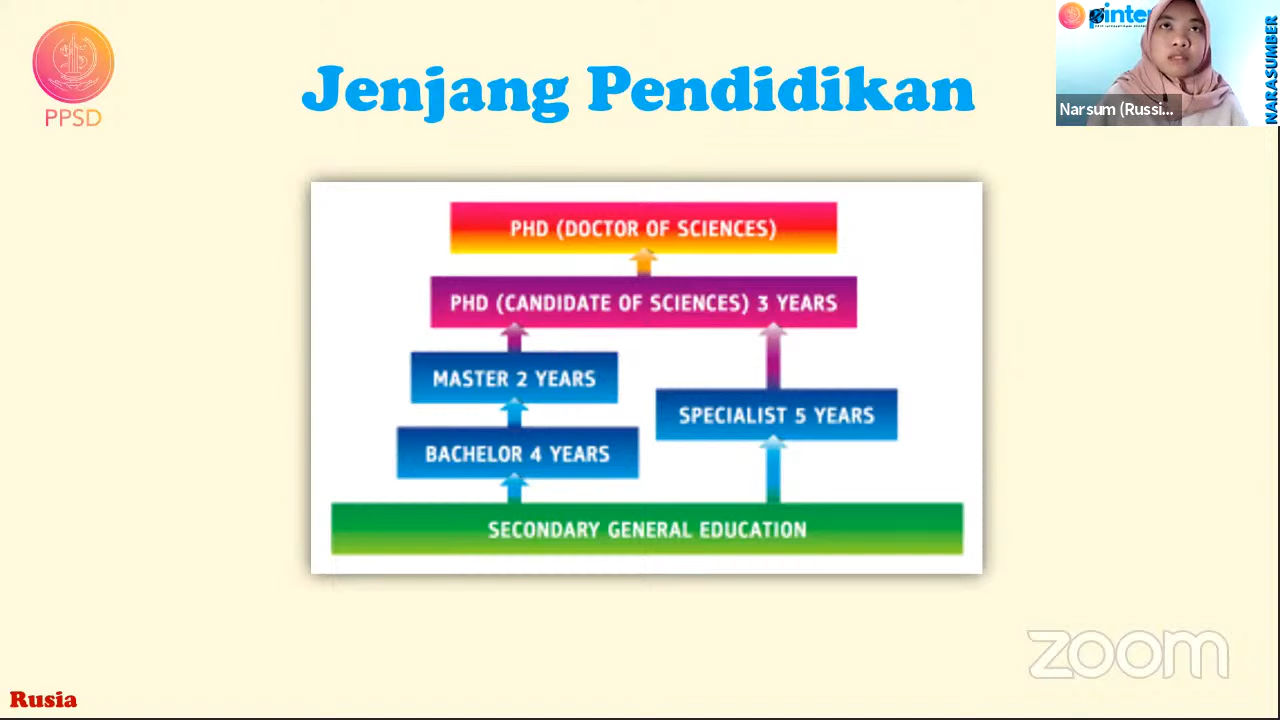 PPSD
Jenjang Pendidikan
pinter
NARASUMBER
Narsum (Russi...
PHD (DOCTOR OF SCIENCES)
PHD (CANDIDATE OF SCIENCES) 3 YEARS
MASTER 2 YEARS
SPECIALIST 5 YEARS
BACHELOR 4 YEARS
SECONDARY GENERAL EDUCATION
zoom
Rusia